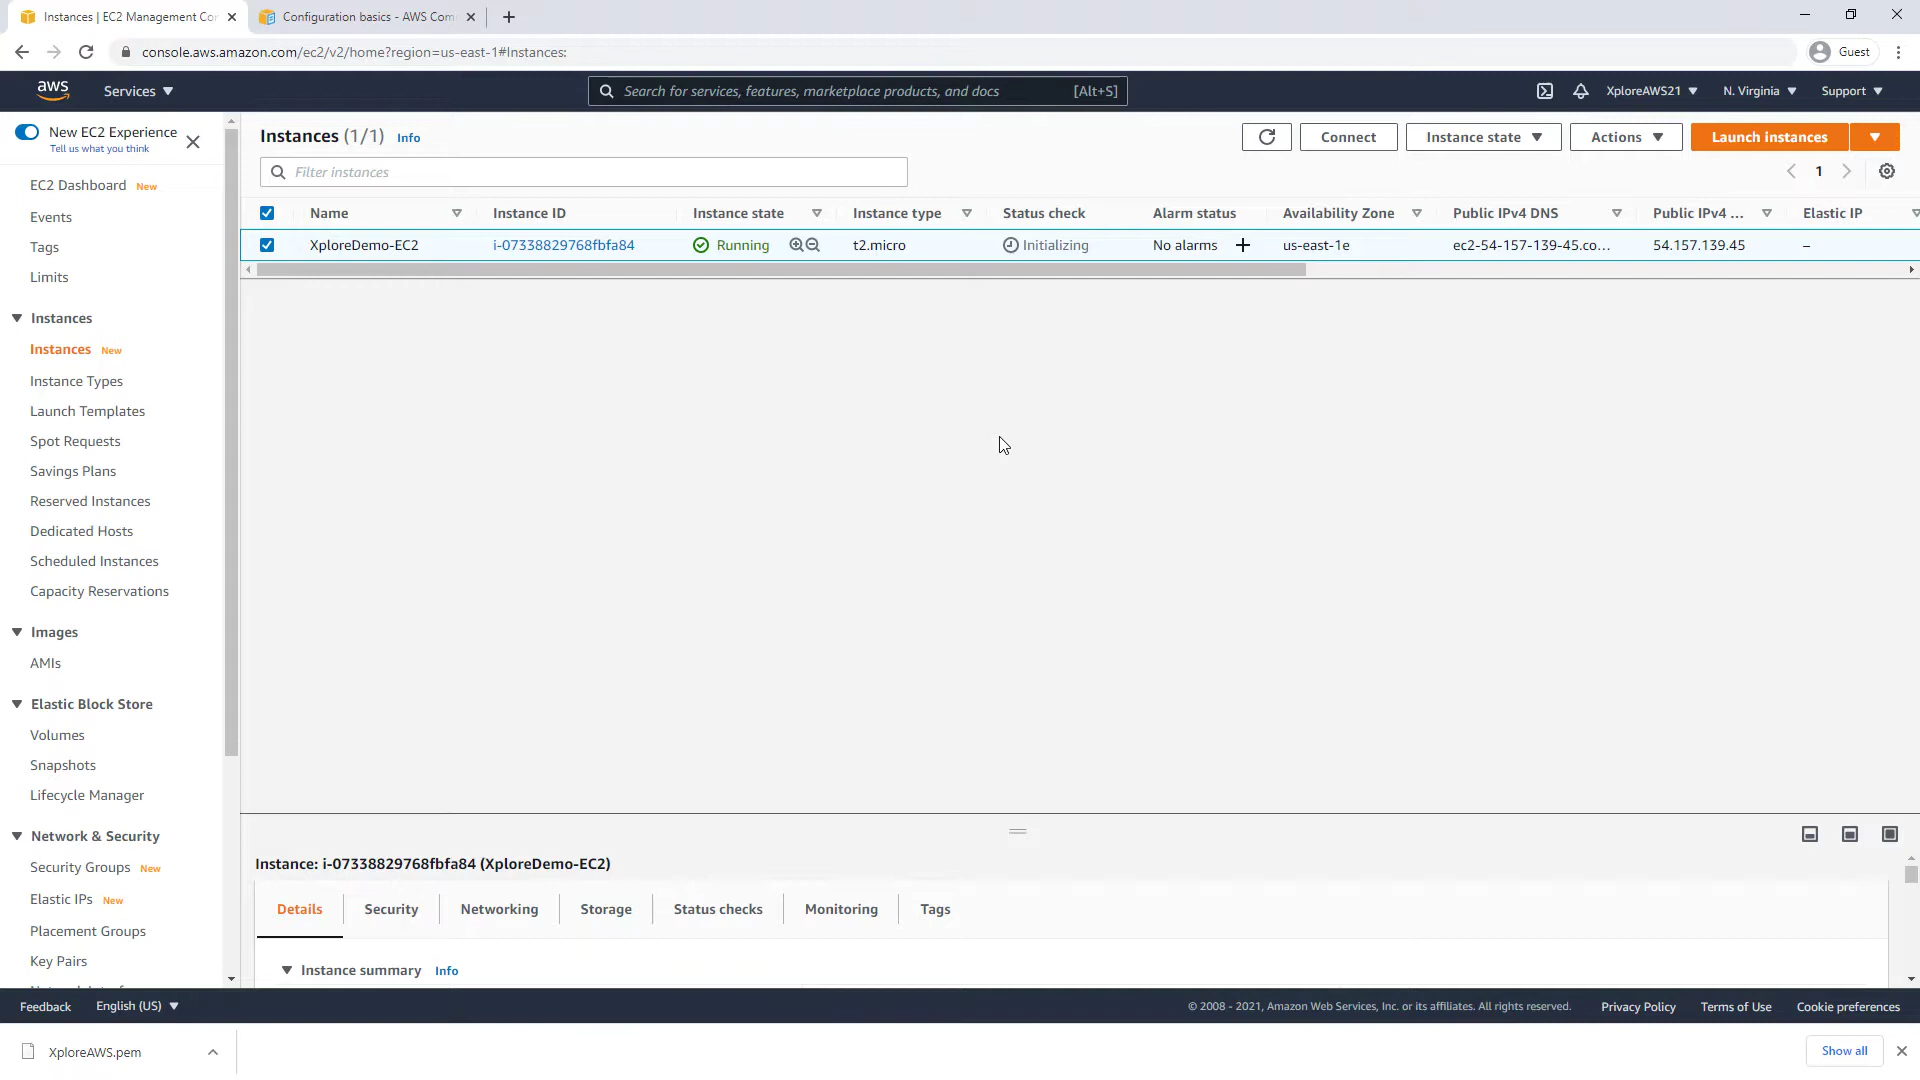 Instances | EC2 Management Con
Configuration basics - AWS Com
console.aws.amazon.com/ec2/v2/home?region=us-east-1#Instances:
Guest
aws
Services
Search for services, features, marketplace products, and docs
[Alt+S]
XploreAWS21
N. Virginia
Support
New EC2 Experience
Tell us what you think
EC2 Dashboard New
Events
Tags
Limits
Instances
Instances New
Instance Types
Launch Templates
Spot Requests
Savings Plans
Reserved Instances
Dedicated Hosts
Scheduled Instances
Capacity Reservations
Images
AMIs
Elastic Block Store
Volumes
Snapshots
Lifecycle Manager
Network & Security
Security Groups New
Elastic IPs New
Placement Groups
Key Pairs
Instances (1/1) Info
Connect
Instance state
Actions
Launch instances
Filter instances
1
Name Instance ID Instance state Instance type Status check Alarm status Availability Zone Public IPv4 DNS Public IPv4 ... Elastic IP
XploreDemo-EC2 i-07338829768fbfa84 Running t2.micro Initializing No alarms + us-east-1e ec2-54-157-139-45.co... 54.157.139.45 –
Instance: i-07338829768fbfa84 (XploreDemo-EC2)
Details Security Networking Storage Status checks Monitoring Tags
Instance summary Info
Feedback English (US)
© 2008 - 2021, Amazon Web Services, Inc. or its affiliates. All rights reserved. Privacy Policy Terms of Use Cookie preferences
XploreAWS.pem
Show all